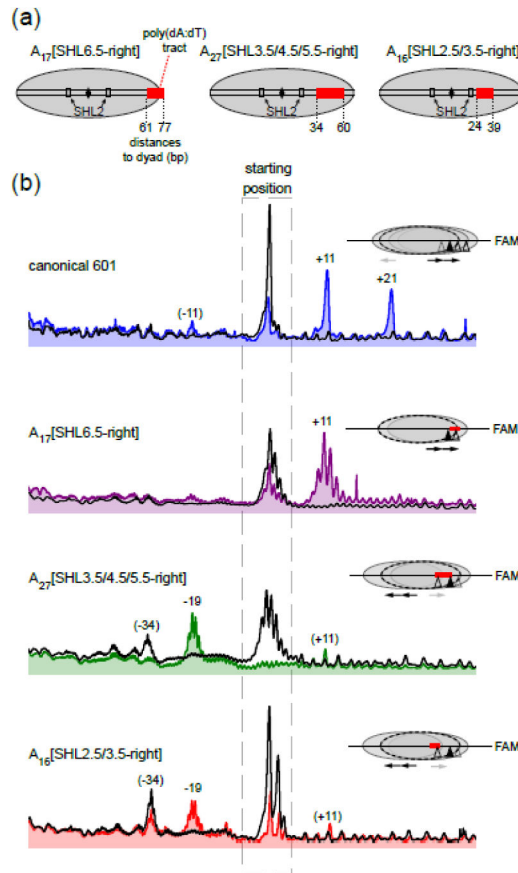 (a)
poly(dA:dT)
tract
A17[SHL6.5-right]
A27[SHL3.5/4.5/5.5-right]
A16[SHL2.5/3.5-right]
SHL2
SHL2
SHL2
61 77
34 60
24 39
distances
to dyad (bp)
(b)
starting
position
canonical 601
(-11)
+11
+21
FAM
A17[SHL6.5-right]
+11
FAM
A27[SHL3.5/4.5/5.5-right]
(-34)
-19
(+11)
FAM
A16[SHL2.5/3.5-right]
(-34)
-19
(+11)
FAM